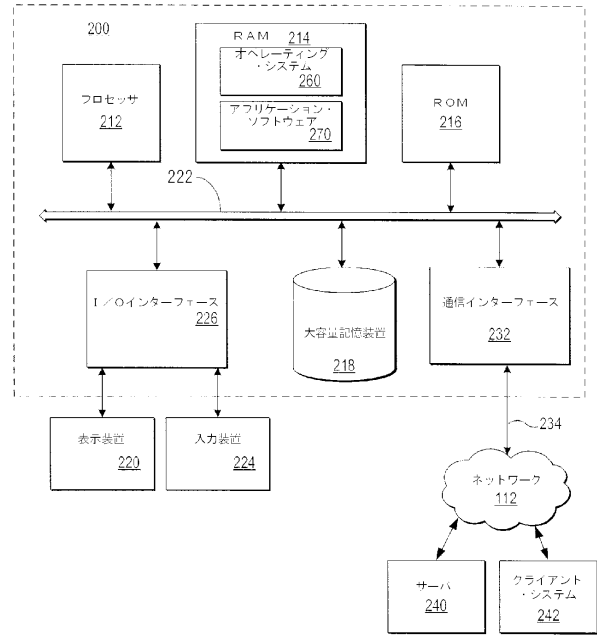 200
RAM 214
オペレーティング
・システム
260
アプリケーション・
ソフトウェア
270
プロセッサ
212
ROM
216
222
I/Oインターフェース
226
大容量記憶装置
218
通信インターフェース
232
234
表示装置
220
入力装置
224
ネットワーク
112
サーバ
240
クライアント
・システム
242